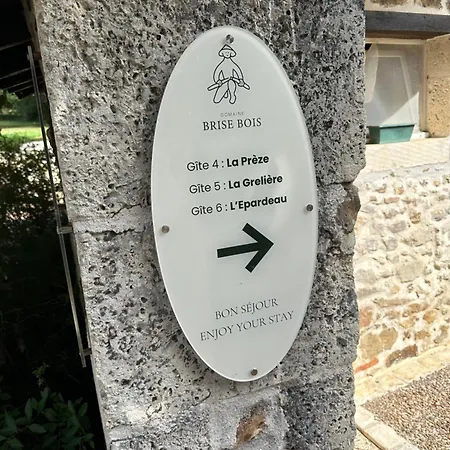 DOMAINE
BRISE BOIS
Gîte 4 : La Prèze
Gîte 5 : La Grelière
Gîte 6 : L'Epardeau
BON SÉJOUR
ENJOY YOUR STAY